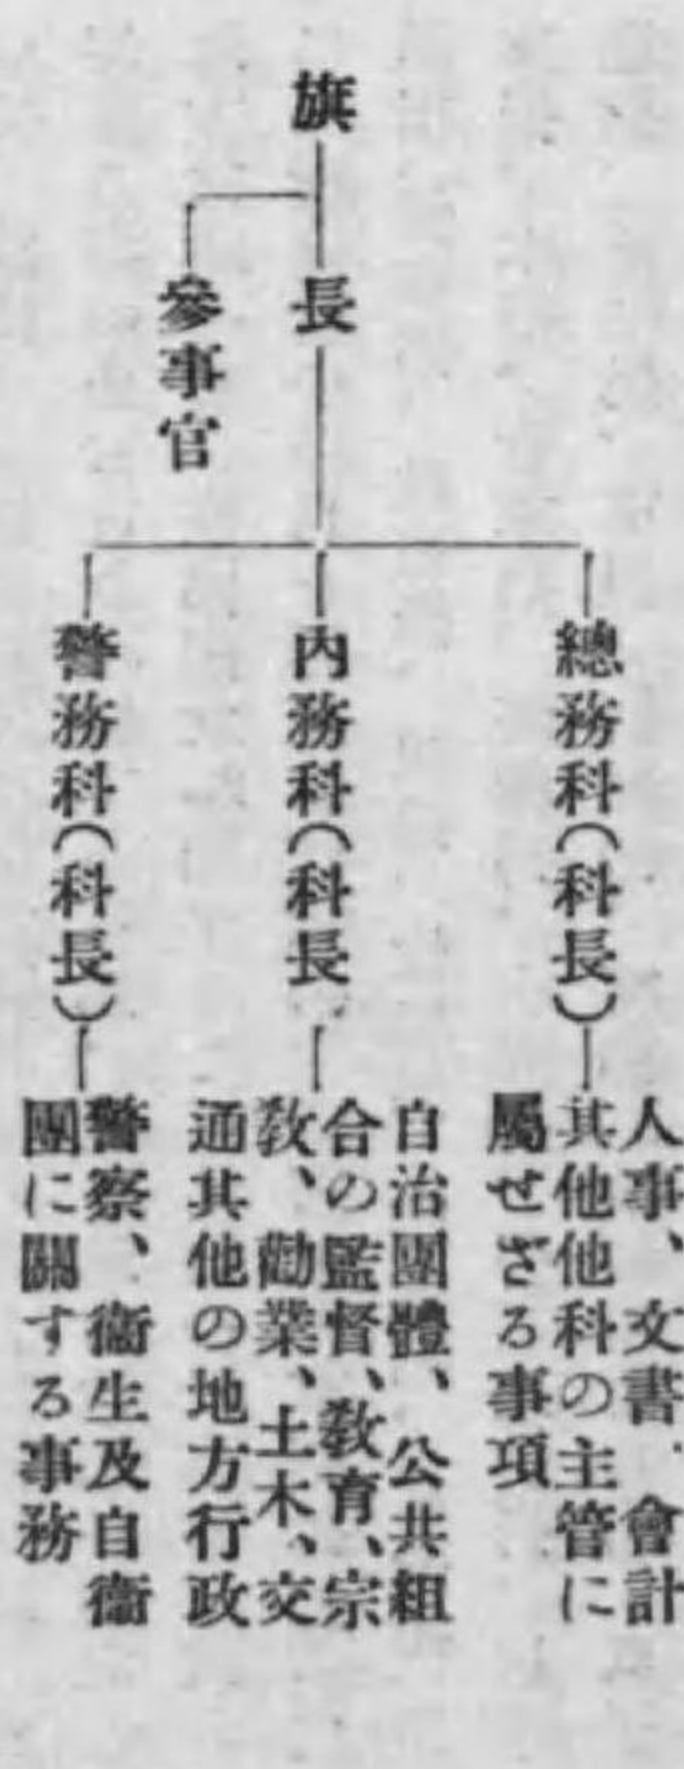 旗
長
參事官
總務科(科長)
人事、文書、會計
其他他科の主管に
屬せざる事項
內務科(科長
自治團體、公共組
合の監督、敎育、宗
敎、勸業、土木、交
通其他の地方行政
警務科(科長)
警察、衞生及自衞
團に關する事務